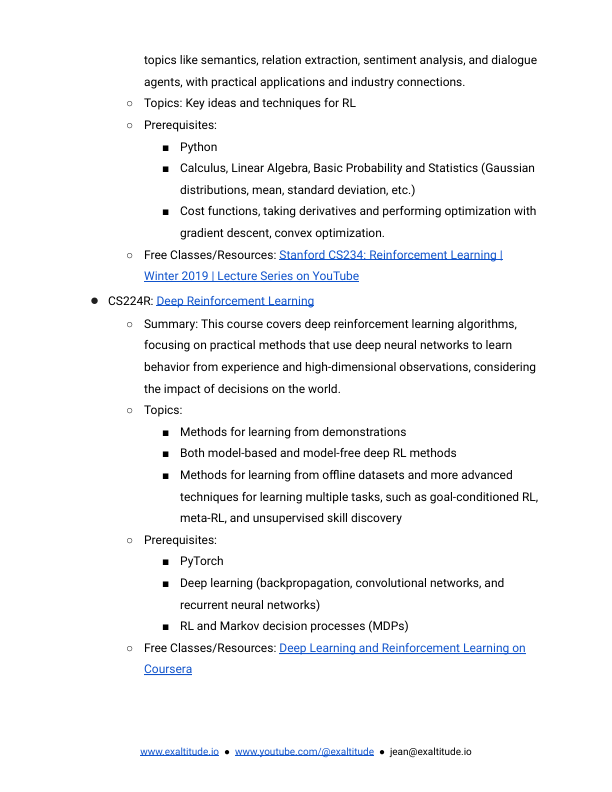 topics like semantics, relation extraction, sentiment analysis, and dialogue
agents, with practical applications and industry connections.
○ Topics: Key ideas and techniques for RL
○ Prerequisites:
■ Python
■ Calculus, Linear Algebra, Basic Probability and Statistics (Gaussian
distributions, mean, standard deviation, etc.)
■ Cost functions, taking derivatives and performing optimization with
gradient descent, convex optimization.
○ Free Classes/Resources: Stanford CS234: Reinforcement Learning |
Winter 2019 | Lecture Series on YouTube
● CS224R: Deep Reinforcement Learning
○ Summary: This course covers deep reinforcement learning algorithms,
focusing on practical methods that use deep neural networks to learn
behavior from experience and high-dimensional observations, considering
the impact of decisions on the world.
○ Topics:
■ Methods for learning from demonstrations
■ Both model-based and model-free deep RL methods
■ Methods for learning from offline datasets and more advanced
techniques for learning multiple tasks, such as goal-conditioned RL,
meta-RL, and unsupervised skill discovery
○ Prerequisites:
■ PyTorch
■ Deep learning (backpropagation, convolutional networks, and
recurrent neural networks)
■ RL and Markov decision processes (MDPs)
○ Free Classes/Resources: Deep Learning and Reinforcement Learning on
Coursera
www.exaltitude.io ● www.youtube.com/@exaltitude ● jean@exaltitude.io